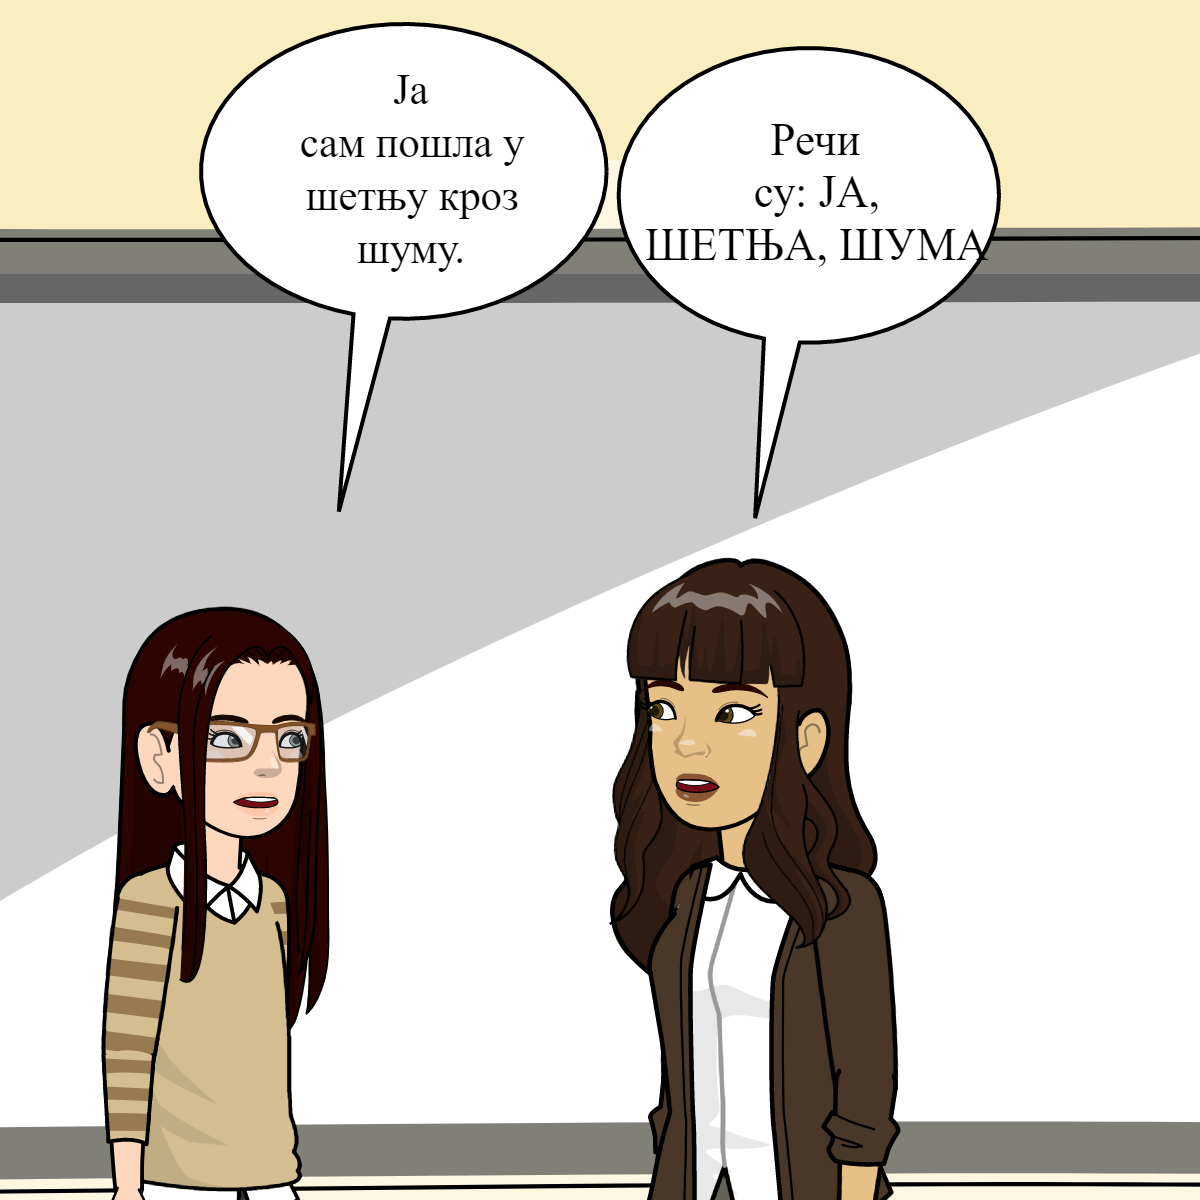 Ја
сам пошла у
шетњу кроз
шуму.
Речи
су: ЈА,
ШЕТЊА, ШУМА